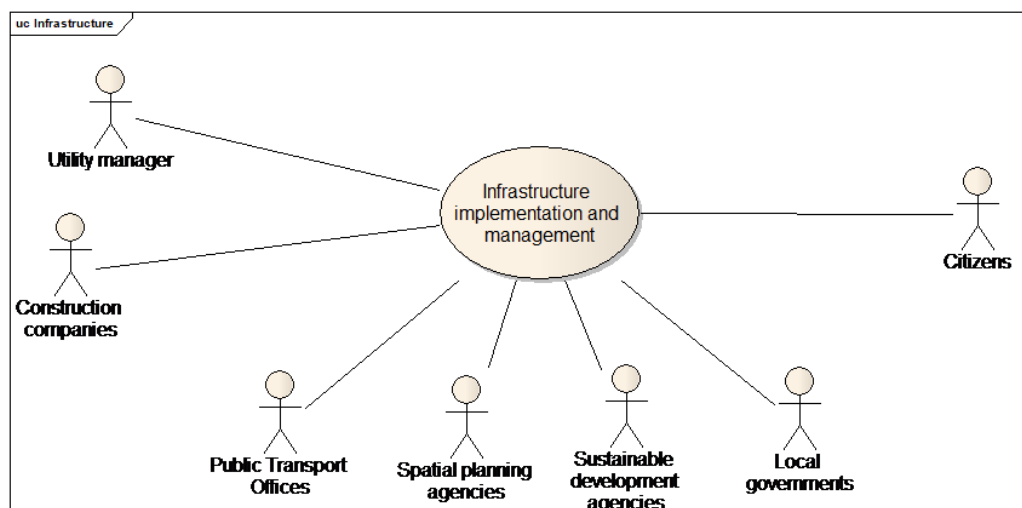 uc Infrastructure
Utility manager
Infrastructure
implementation and
management
Citizens
Construction
companies
Public Transport
Offices
Spatial planning
agencies
Sustainable
development
agencies
Local
governments